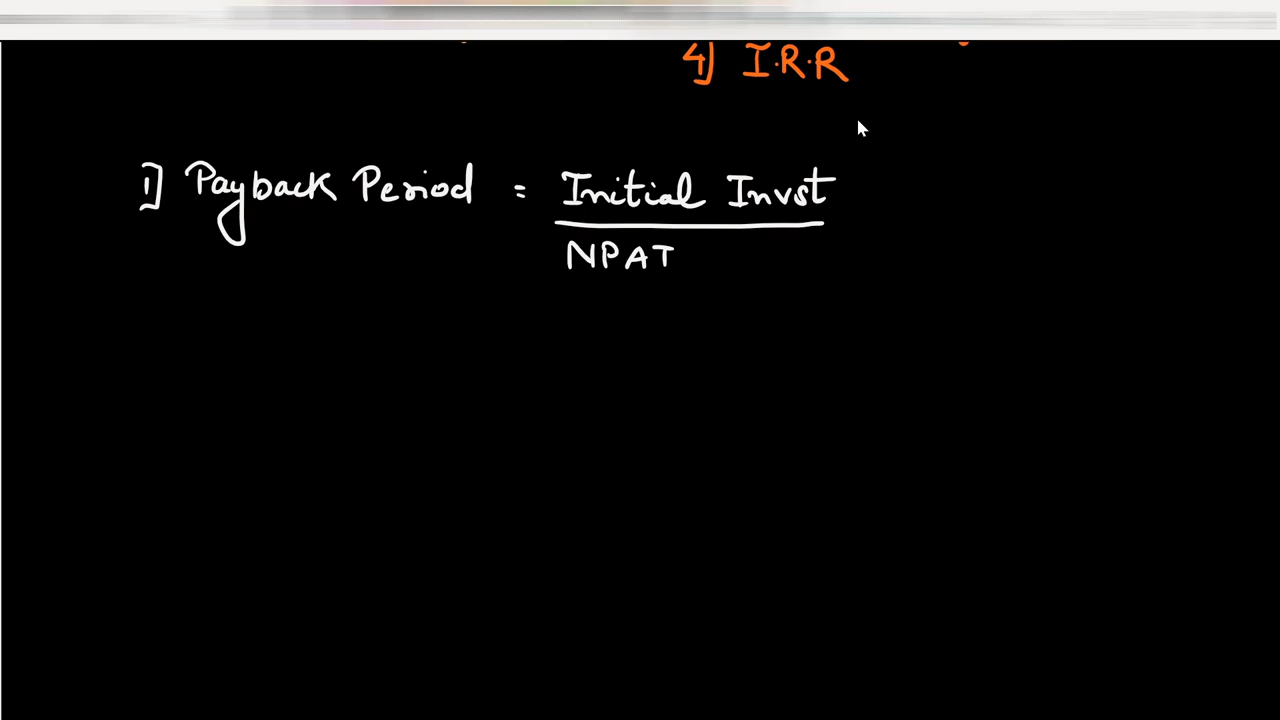 4) I.R.R
1] Payback Period = Initial Invst
NPAT